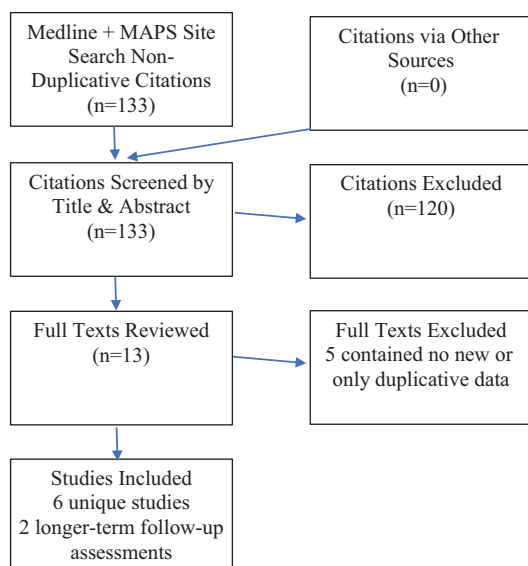 Medline + MAPS Site
Search Non-
Duplicative Citations
(n=133)
Citations via Other
Sources
(n=0)
Citations Screened by
Title & Abstract
(n=133)
Citations Excluded
(n=120)
Full Texts Reviewed
(n=13)
Full Texts Excluded
5 contained no new or
only duplicative data
Studies Included
6 unique studies
2 longer-term follow-up
assessments